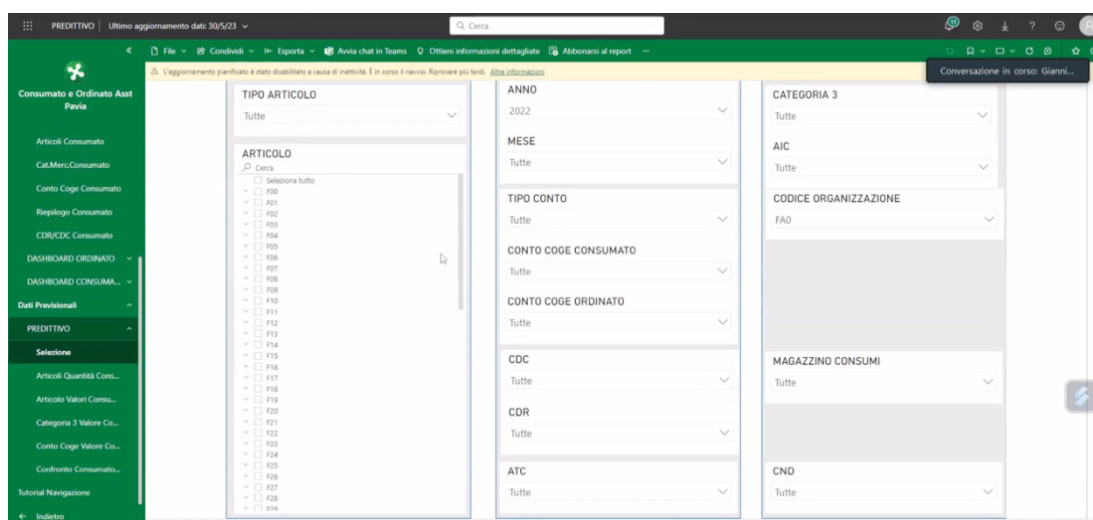 PREDITTIVO | Ultimo aggiornamento dati: 30/5/23
Cerca
File
Condividi
Esporta
Avvia chat in Teams
Ottieni informazioni dettagliate
Abbonarsi al report
L'aggiornamento pianificato è stato disabilitato a causa di inattività. È in corso il riavvio. Riprovare più tardi. Altre informazioni
Conversazione in corso: Gianni...
Consumato e Ordinato Asst
Pavia
Articoli Consumato
Cat.Merc.Consumato
Conto Coge Consumato
Riepilogo Consumato
CDR/CDC Consumato
DASHBOARD ORDINATO
DASHBOARD CONSUMA...
Dati Previsionali
PREDITTIVO
Selezione
Articoli Quantità Cons...
Articolo Valori Consu...
Categoria 3 Valore Co...
Conto Coge Valore Co...
Confronto Consumato...
Tutorial Navigazione
Indietro
TIPO ARTICOLO
Tutte
ARTICOLO
Cerca
Seleziona tutto
F00
F01
F02
F03
F04
F05
F06
F07
F08
F09
F10
F11
F12
F13
F14
F15
F16
F17
F18
F19
F20
F21
F22
F23
F24
F25
F26
F27
F28
F29
ANNO
2022
MESE
Tutte
TIPO CONTO
Tutte
CONTO COGE CONSUMATO
Tutte
CONTO COGE ORDINATO
Tutte
CDC
Tutte
CDR
Tutte
ATC
Tutte
CATEGORIA 3
Tutte
AIC
Tutte
CODICE ORGANIZZAZIONE
FA0
MAGAZZINO CONSUMI
Tutte
CND
Tutte